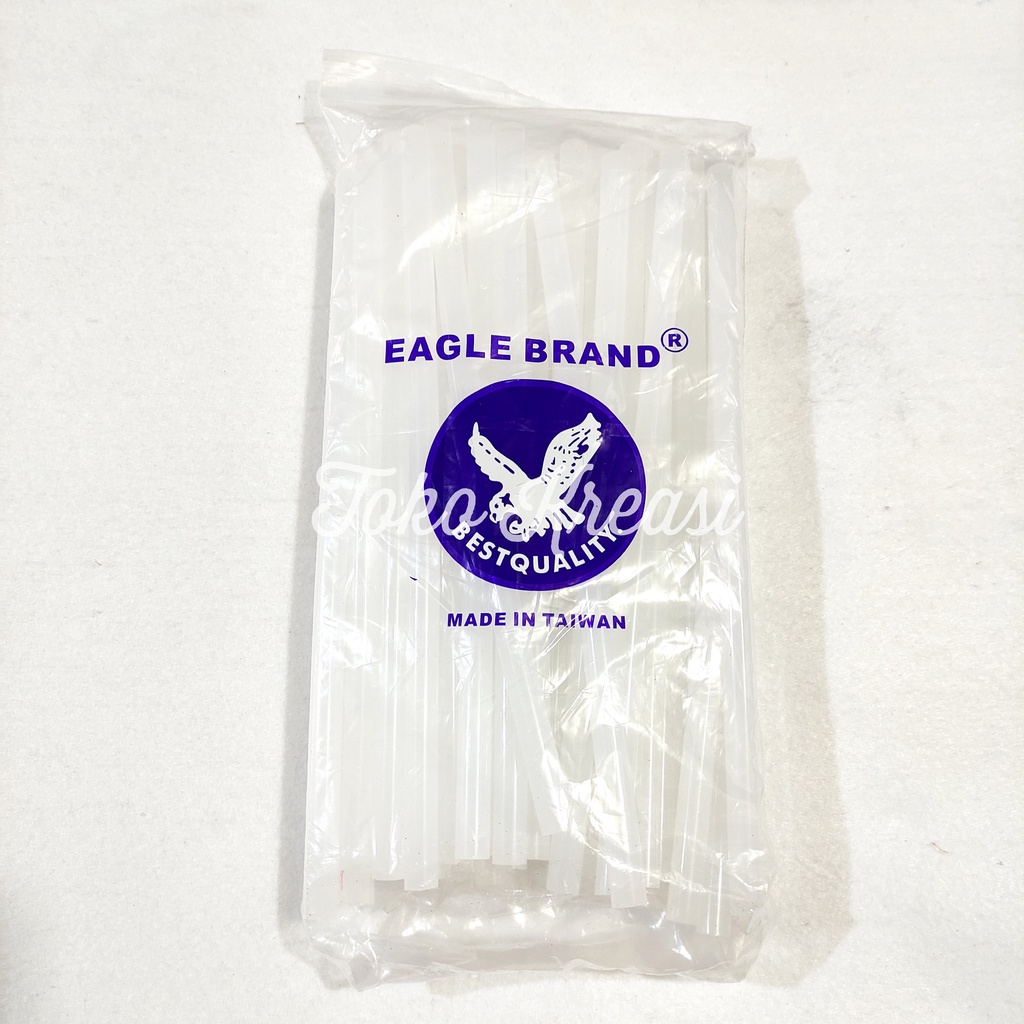 EAGLE BRAND®
Toko Kreasi
BESTQUALITY
MADE IN TAIWAN